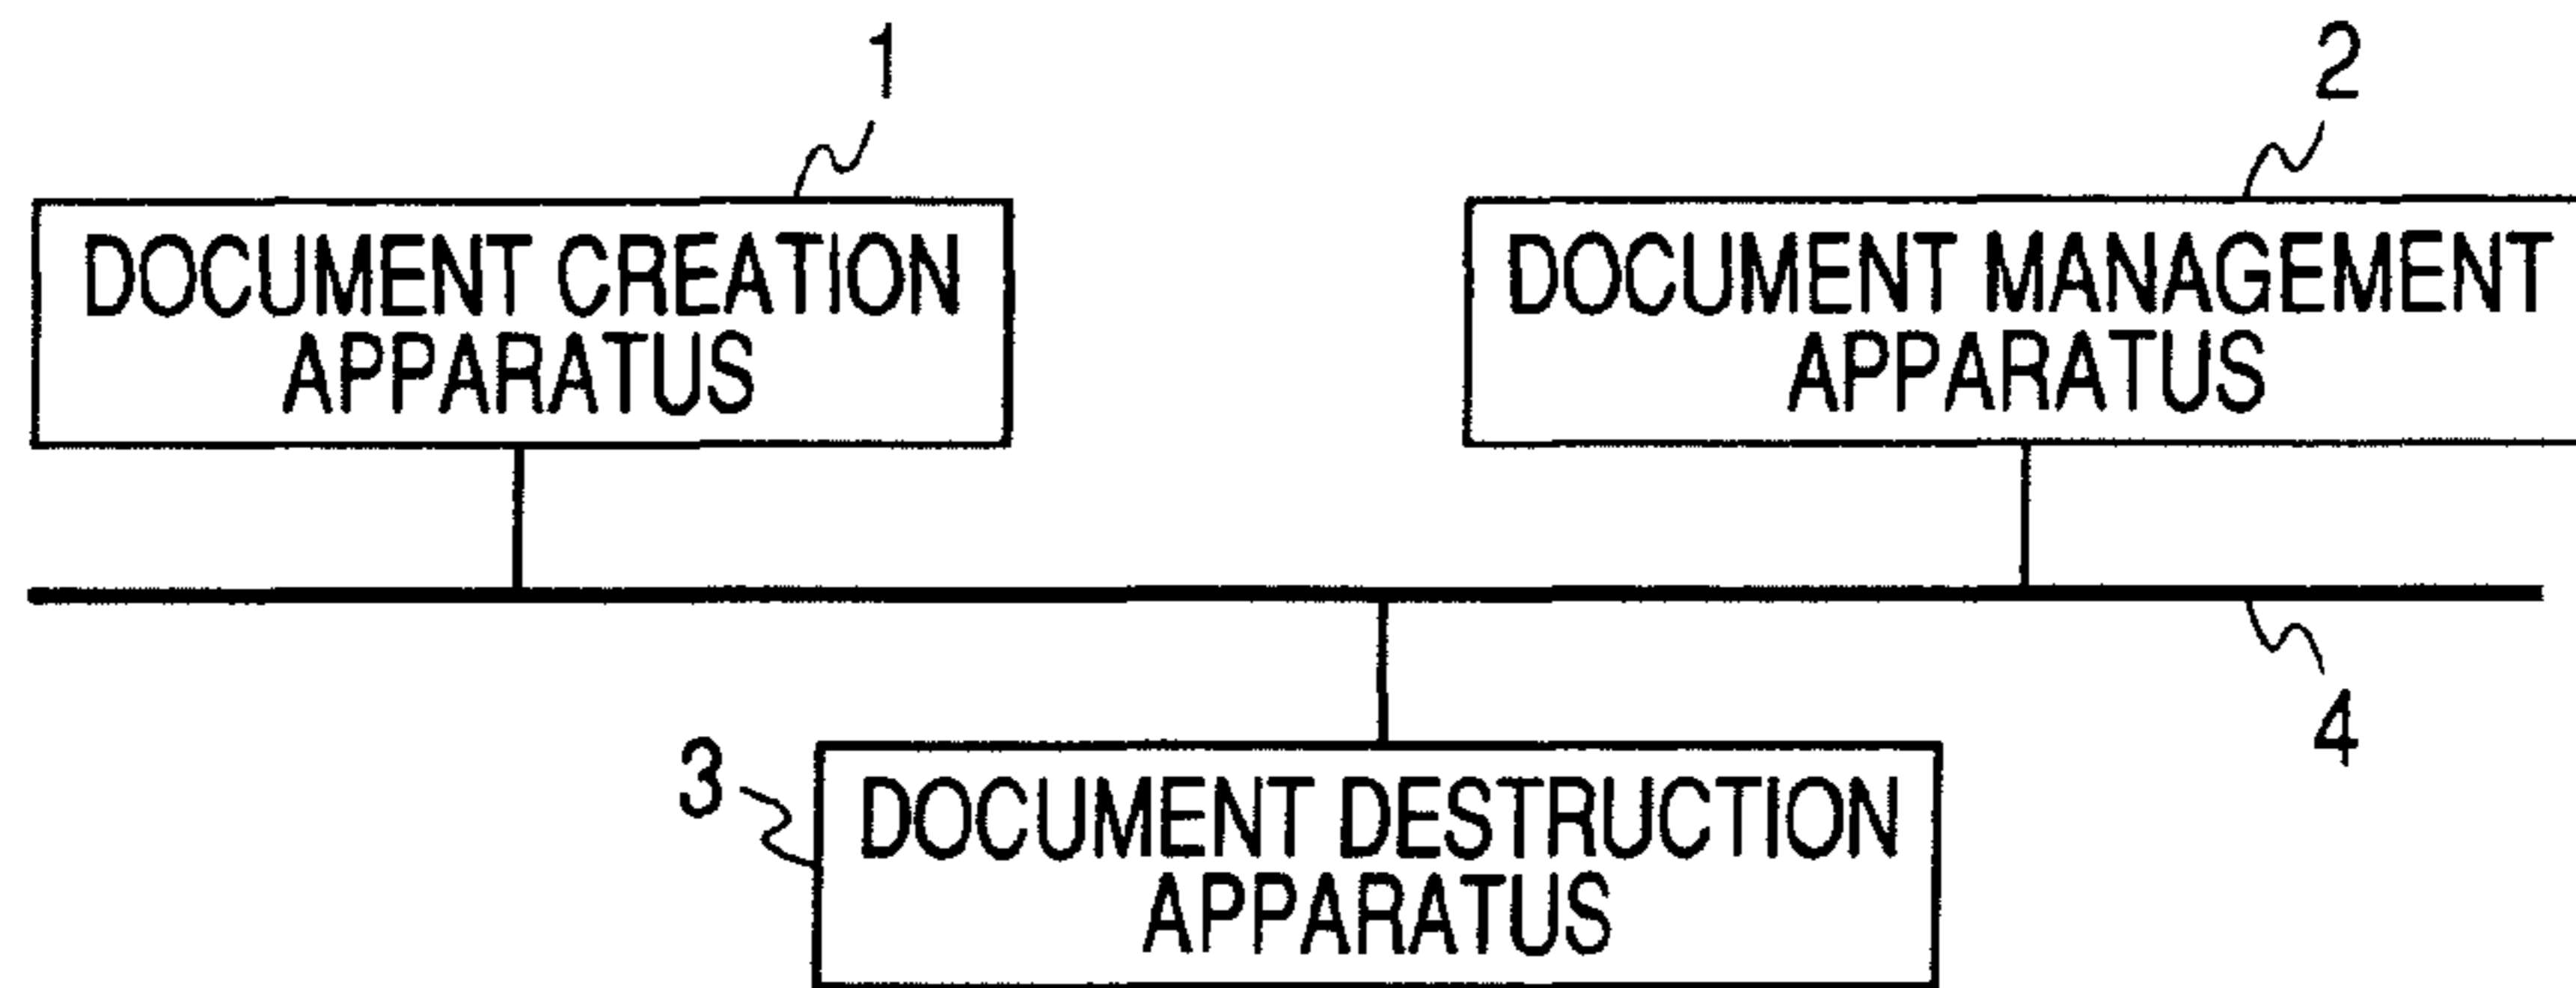 1
2
DOCUMENT CREATION
APPARATUS
DOCUMENT MANAGEMENT
APPARATUS
4
3
DOCUMENT DESTRUCTION
APPARATUS